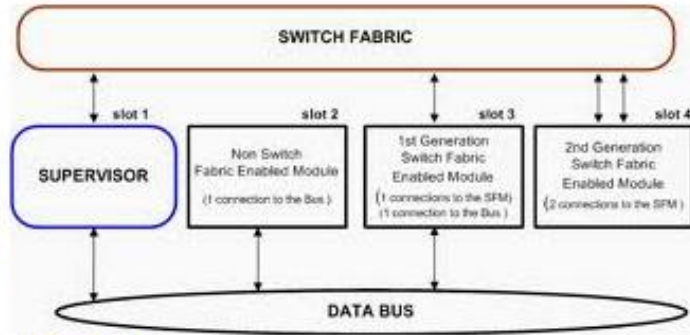 SWITCH FABRIC
slot 1
slot 2
slot 3
slot 4
SUPERVISOR
Non Switch
Fabric Enabled Module
(1 connection to the Bus )
1st Generation
Switch Fabric
Enabled Module
(1 connections to the SFM)
(1 connection to the Bus )
2nd Generation
Switch Fabric
Enabled Module
(2 connections to the SFM )
DATA BUS